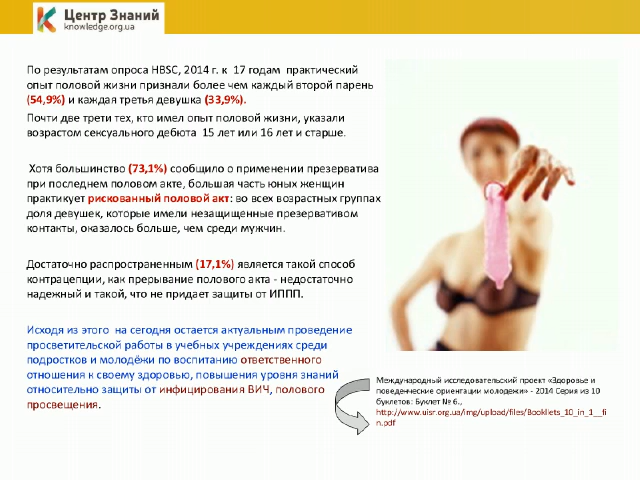 Центр Знаний
knowledge.org.ua
По результатам опроса HBSC, 2014 г. к 17 годам практический
опыт половой жизни признали более чем каждый второй парень
(54,9%) и каждая третья девушка (33,9%).
Почти две трети тех, кто имел опыт половой жизни, указали
возрастом сексуального дебюта 15 лет или 16 лет и старше.
Хотя большинство (73,1%) сообщило о применении презерватива
при последнем половом акте, большая часть юных женщин
практикует рискованный половой акт: во всех возрастных группах
доля девушек, которые имели незащищенные презервативом
контакты, оказалось больше, чем среди мужчин.
Достаточно распространенным (17,1%) является такой способ
контрацепции, как прерывание полового акта - недостаточно
надежный и такой, что не придает защиты от ИППП.
Исходя из этого на сегодня остается актуальным проведение
просветительской работы в учебных учреждениях среди
подростков и молодёжи по воспитанию ответственного
отношения к своему здоровью, повышения уровня знаний
относительно защиты от инфицирования ВИЧ, полового
просвещения.
Международный исследовательский проект «Здоровье и
поведенческие ориентации молодежи» - 2014 Серия из 10
буклетов: Буклет № 6.,
http://www.uisr.org.ua/img/upload/files/Bookllets_10_in_1__fi
n.pdf